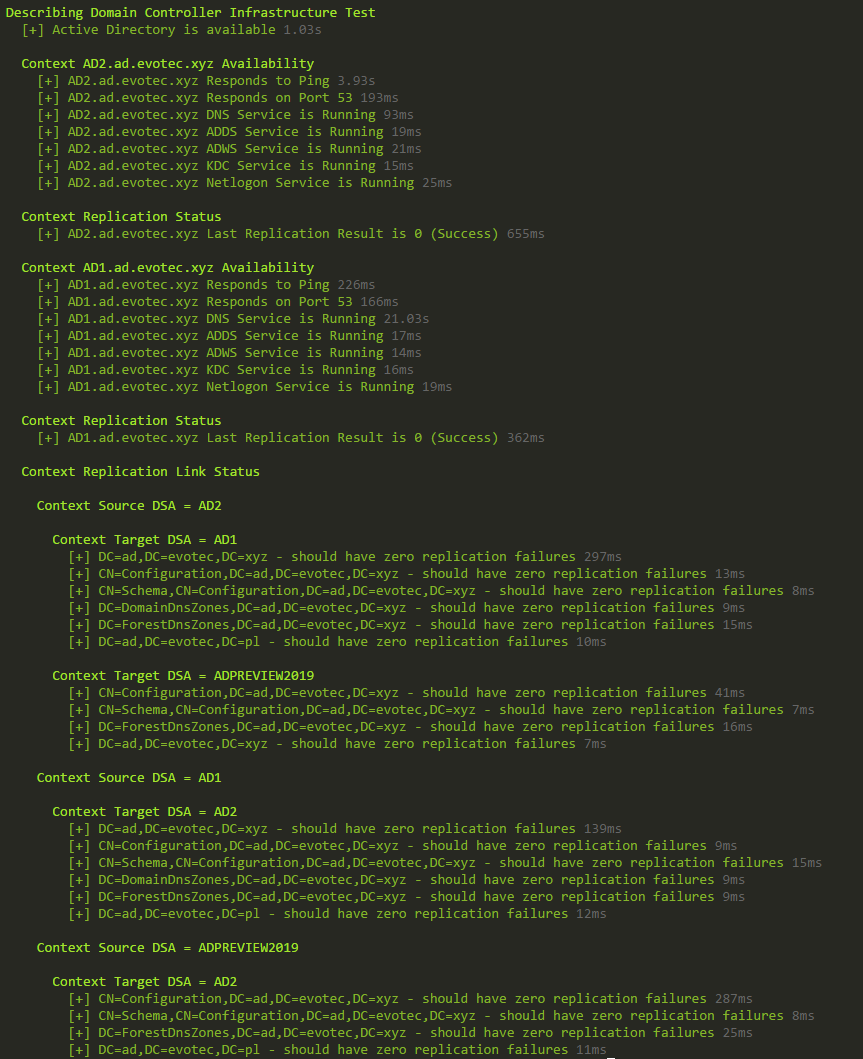 Describing Domain Controller Infrastructure Test
[+] Active Directory is available 1.03s
Context AD2.ad.evotec.xyz Availability
[+] AD2.ad.evotec.xyz Responds to Ping 3.93s
[+] AD2.ad.evotec.xyz Responds on Port 53 193ms
[+] AD2.ad.evotec.xyz DNS Service is Running 93ms
[+] AD2.ad.evotec.xyz ADDS Service is Running 19ms
[+] AD2.ad.evotec.xyz ADWS Service is Running 21ms
[+] AD2.ad.evotec.xyz KDC Service is Running 15ms
[+] AD2.ad.evotec.xyz Netlogon Service is Running 25ms
Context Replication Status
[+] AD2.ad.evotec.xyz Last Replication Result is 0 (Success) 655ms
Context AD1.ad.evotec.xyz Availability
[+] AD1.ad.evotec.xyz Responds to Ping 226ms
[+] AD1.ad.evotec.xyz Responds on Port 53 166ms
[+] AD1.ad.evotec.xyz DNS Service is Running 21.03s
[+] AD1.ad.evotec.xyz ADDS Service is Running 17ms
[+] AD1.ad.evotec.xyz ADWS Service is Running 14ms
[+] AD1.ad.evotec.xyz KDC Service is Running 16ms
[+] AD1.ad.evotec.xyz Netlogon Service is Running 19ms
Context Replication Status
[+] AD1.ad.evotec.xyz Last Replication Result is 0 (Success) 362ms
Context Replication Link Status
Context Source DSA = AD2
Context Target DSA = AD1
[+] DC=ad,DC=evotec,DC=xyz - should have zero replication failures 297ms
[+] CN=Configuration,DC=ad,DC=evotec,DC=xyz - should have zero replication failures 13ms
[+] CN=Schema,CN=Configuration,DC=ad,DC=evotec,DC=xyz - should have zero replication failures 8ms
[+] DC=DomainDnsZones,DC=ad,DC=evotec,DC=xyz - should have zero replication failures 9ms
[+] DC=ForestDnsZones,DC=ad,DC=evotec,DC=xyz - should have zero replication failures 15ms
[+] DC=ad,DC=evotec,DC=pl - should have zero replication failures 10ms
Context Target DSA = ADPREVIEW2019
[+] CN=Configuration,DC=ad,DC=evotec,DC=xyz - should have zero replication failures 41ms
[+] CN=Schema,CN=Configuration,DC=ad,DC=evotec,DC=xyz - should have zero replication failures 7ms
[+] DC=ForestDnsZones,DC=ad,DC=evotec,DC=xyz - should have zero replication failures 16ms
[+] DC=ad,DC=evotec,DC=xyz - should have zero replication failures 7ms
Context Source DSA = AD1
Context Target DSA = AD2
[+] DC=ad,DC=evotec,DC=xyz - should have zero replication failures 139ms
[+] CN=Configuration,DC=ad,DC=evotec,DC=xyz - should have zero replication failures 9ms
[+] CN=Schema,CN=Configuration,DC=ad,DC=evotec,DC=xyz - should have zero replication failures 15ms
[+] DC=DomainDnsZones,DC=ad,DC=evotec,DC=xyz - should have zero replication failures 9ms
[+] DC=ForestDnsZones,DC=ad,DC=evotec,DC=xyz - should have zero replication failures 9ms
[+] DC=ad,DC=evotec,DC=pl - should have zero replication failures 12ms
Context Source DSA = ADPREVIEW2019
Context Target DSA = AD2
[+] CN=Configuration,DC=ad,DC=evotec,DC=xyz - should have zero replication failures 287ms
[+] CN=Schema,CN=Configuration,DC=ad,DC=evotec,DC=xyz - should have zero replication failures 8ms
[+] DC=ForestDnsZones,DC=ad,DC=evotec,DC=xyz - should have zero replication failures 25ms
[+] DC=ad,DC=evotec,DC=pl - should have zero replication failures 11ms